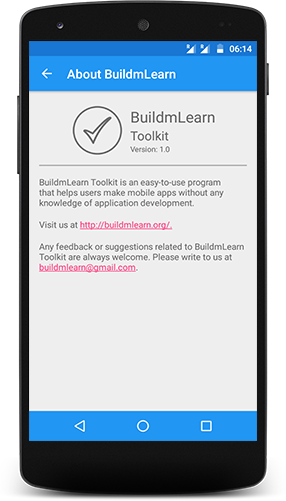 06:14
About BuildmLearn
BuildmLearn
Toolkit
Version: 1.0
BuildmLearn Toolkit is an easy-to-use program
that helps users make mobile apps without any
knowledge of application development.
Visit us at http://buildmlearn.org/.
Any feedback or suggestions related to BuildmLearn
Toolkit are always welcome. Please write to us at
buildmlearn@gmail.com.